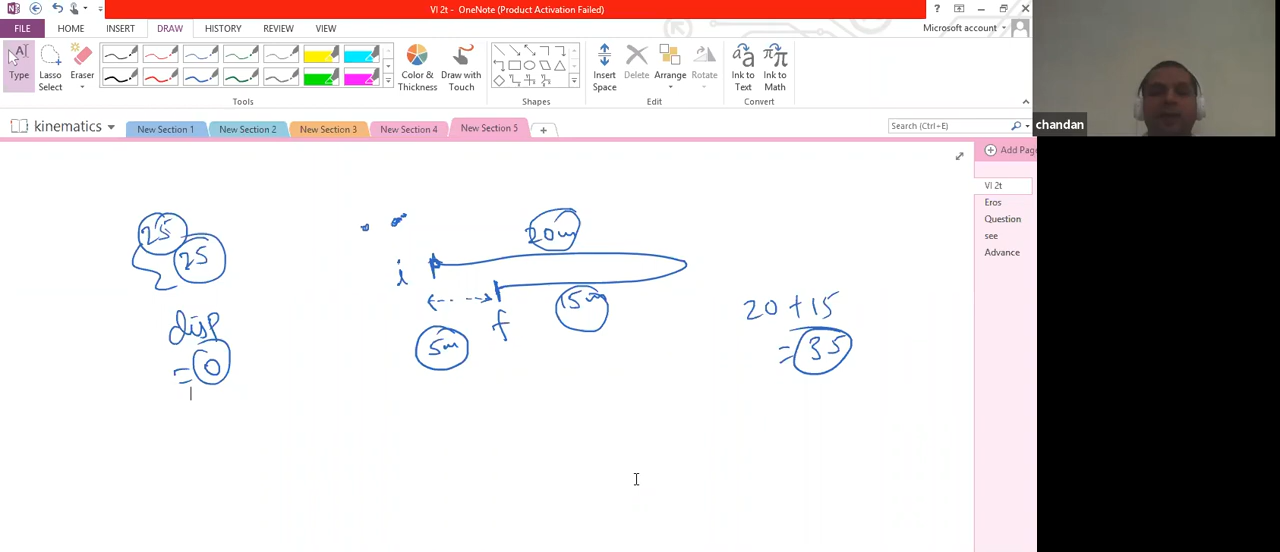 VI 2t - OneNote (Product Activation Failed)
FILE HOME INSERT DRAW HISTORY REVIEW VIEW
Microsoft account
Type
Lasso Select
Eraser
Color & Thickness
Draw with Touch
Insert Space
Delete
Arrange
Rotate
Ink to Text
Ink to Math
Tools
Shapes
Edit
Convert
kinematics
New Section 1
New Section 2
New Section 3
New Section 4
New Section 5
Search (Ctrl+E)
chandan
Add Pag
VI 2t
Eros
Question
see
Advance
25
25
disp
= 0
20m
i
15m
f
5m
20 + 15
= 35